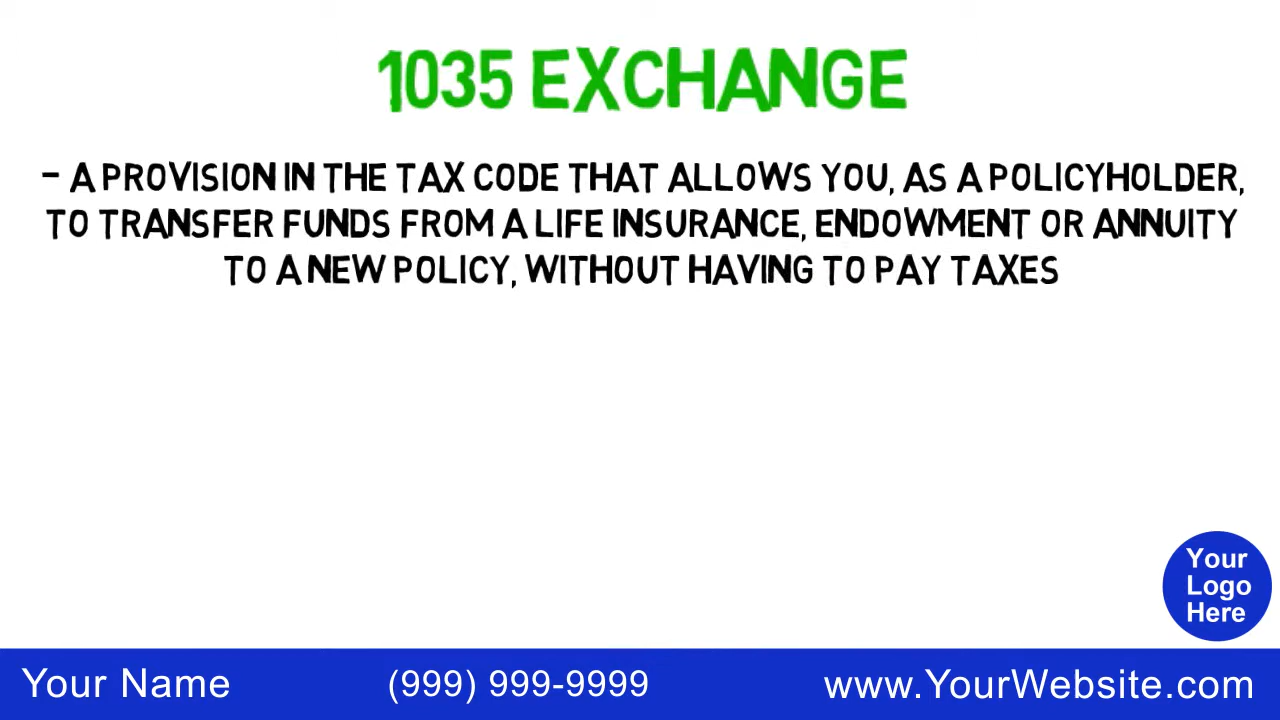 1035 EXCHANGE
- A PROVISION IN THE TAX CODE THAT ALLOWS YOU, AS A POLICYHOLDER,
TO TRANSFER FUNDS FROM A LIFE INSURANCE, ENDOWMENT OR ANNUITY
TO A NEW POLICY, WITHOUT HAVING TO PAY TAXES
Your
Logo
Here
Your Name (999) 999-9999 www.YourWebsite.com